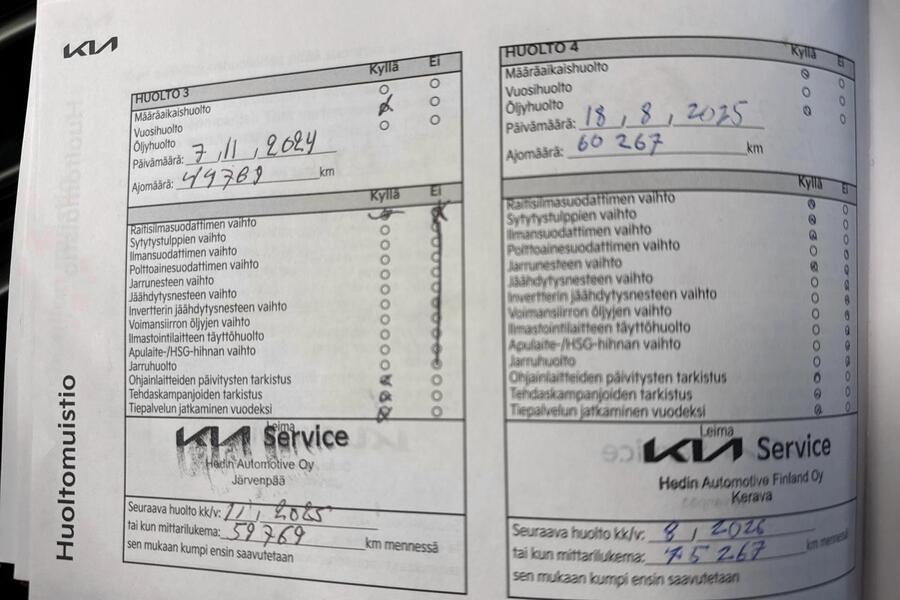 KIA
Huoltomuistio
HUOLTO 3
Kyllä Ei
Määräaikaishuolto
Vuosihuolto
Öljyhuolto
Päivämäärä: 7, 11, 2024
Ajomäärä: 49769 km
Kyllä Ei
Raitisilmasuodattimen vaihto
Sytytystulppien vaihto
Ilmansuodattimen vaihto
Polttoainesuodattimen vaihto
Jarrunesteen vaihto
Jäähdytysnesteen vaihto
Invertterin jäähdytysnesteen vaihto
Voimansiirron öljyjen vaihto
Ilmastointilaitteen täyttöhuolto
Apulaite-/HSG-hihnan vaihto
Jarruhuolto
Ohjainlaitteiden päivitysten tarkistus
Tehdaskampanjoiden tarkistus
Tiepalvelun jatkaminen vuodeksi
Leima
KIA Service
Hedin Automotive Oy
Järvenpää
Seuraava huolto kk/v: 11, 2025
tai kun mittarilukema: 59769 km mennessä
sen mukaan kumpi ensin saavutetaan
HUOLTO 4
Kyllä Ei
Määräaikaishuolto
Vuosihuolto
Öljyhuolto
Päivämäärä: 18, 8, 2025
Ajomäärä: 60 267 km
Kyllä Ei
Raitisilmasuodattimen vaihto
Sytytystulppien vaihto
Ilmansuodattimen vaihto
Polttoainesuodattimen vaihto
Jarrunesteen vaihto
Jäähdytysnesteen vaihto
Invertterin jäähdytysnesteen vaihto
Voimansiirron öljyjen vaihto
Ilmastointilaitteen täyttöhuolto
Apulaite-/HSG-hihnan vaihto
Jarruhuolto
Ohjainlaitteiden päivitysten tarkistus
Tehdaskampanjoiden tarkistus
Tiepalvelun jatkaminen vuodeksi
Leima
KIA Service
Hedin Automotive Finland Oy
Kerava
Seuraava huolto kk/v: 8, 2026
tai kun mittarilukema: 75 267 km mennessä
sen mukaan kumpi ensin saavutetaan